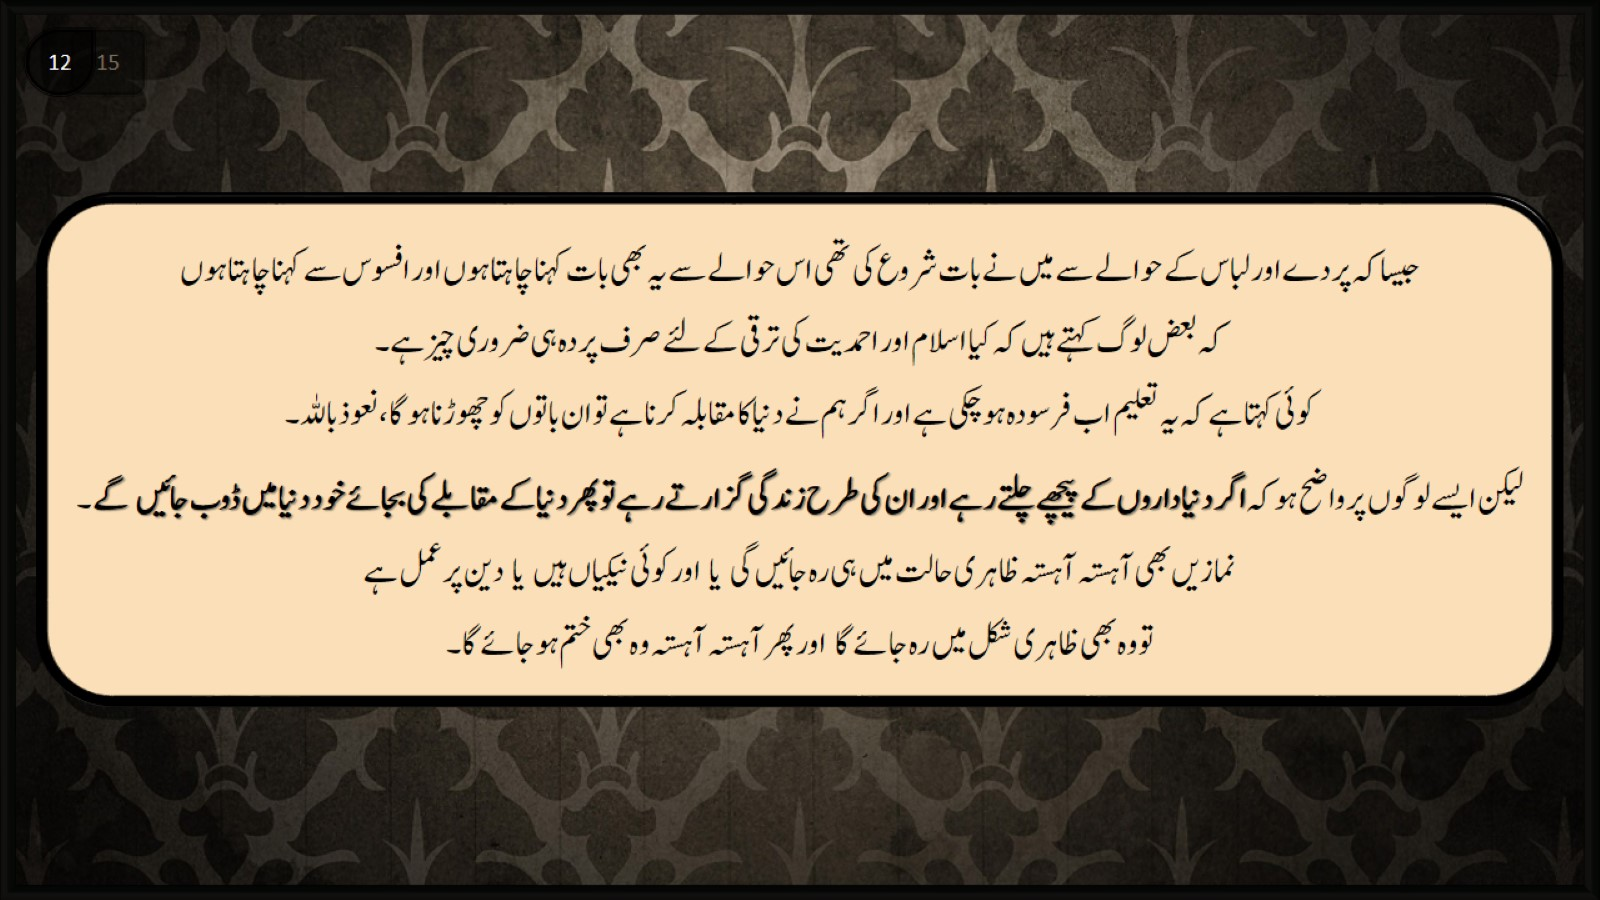 12 15
جیسا کہ پردے اور لباس کے حوالے سے میں نے بات شروع کی تھی اس حوالے سے یہ بھی بات کہنا چاہتا ہوں اور افسوس سے کہنا چاہتا ہوں
کہ بعض لوگ کہتے ہیں کہ کیا اسلام اور احمدیت کی ترقی کے لئے صرف پردہ ہی ضروری چیز ہے۔
کوئی کہتا ہے کہ یہ تعلیم اب فرسودہ ہو چکی ہے اور اگر ہم نے دنیا کا مقابلہ کرنا ہے تو ان باتوں کو چھوڑنا ہو گا، نعوذ باللہ۔
لیکن ایسے لوگوں پر واضح ہو کہ اگر دنیا داروں کے پیچھے چلتے رہے اور ان کی طرح زندگی گزارتے رہے تو پھر دنیا کے مقابلے کی بجائے خود دنیا میں ڈوب جائیں گے۔
نمازیں بھی آہستہ آہستہ ظاہری حالت میں ہی رہ جائیں گی یا اور کوئی نیکیاں ہیں یا دین پر عمل ہے
تو وہ بھی ظاہری شکل میں رہ جائے گا اور پھر آہستہ آہستہ وہ بھی ختم ہو جائے گا۔